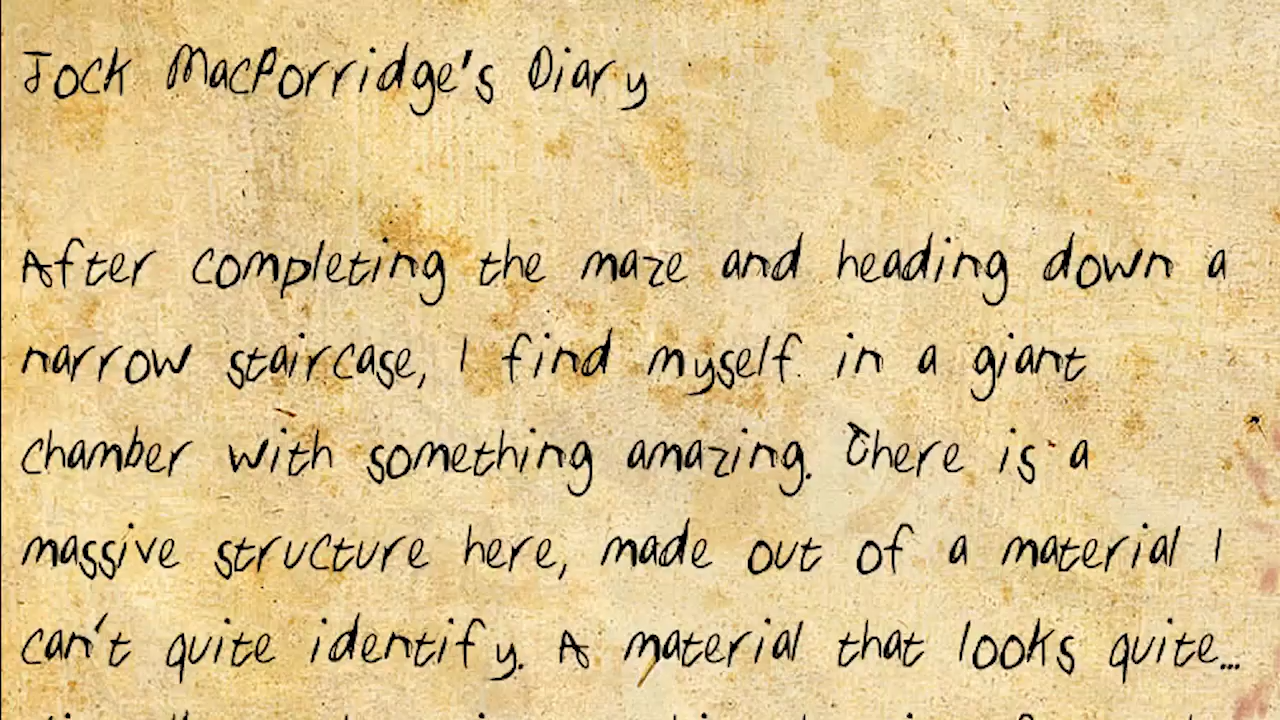 Jock MacPorridge's Diary
After completing the maze and heading down a
narrow staircase, I find myself in a giant
chamber with something amazing. There is a
massive structure here, made out of a material I
can't quite identify. A material that looks quite...